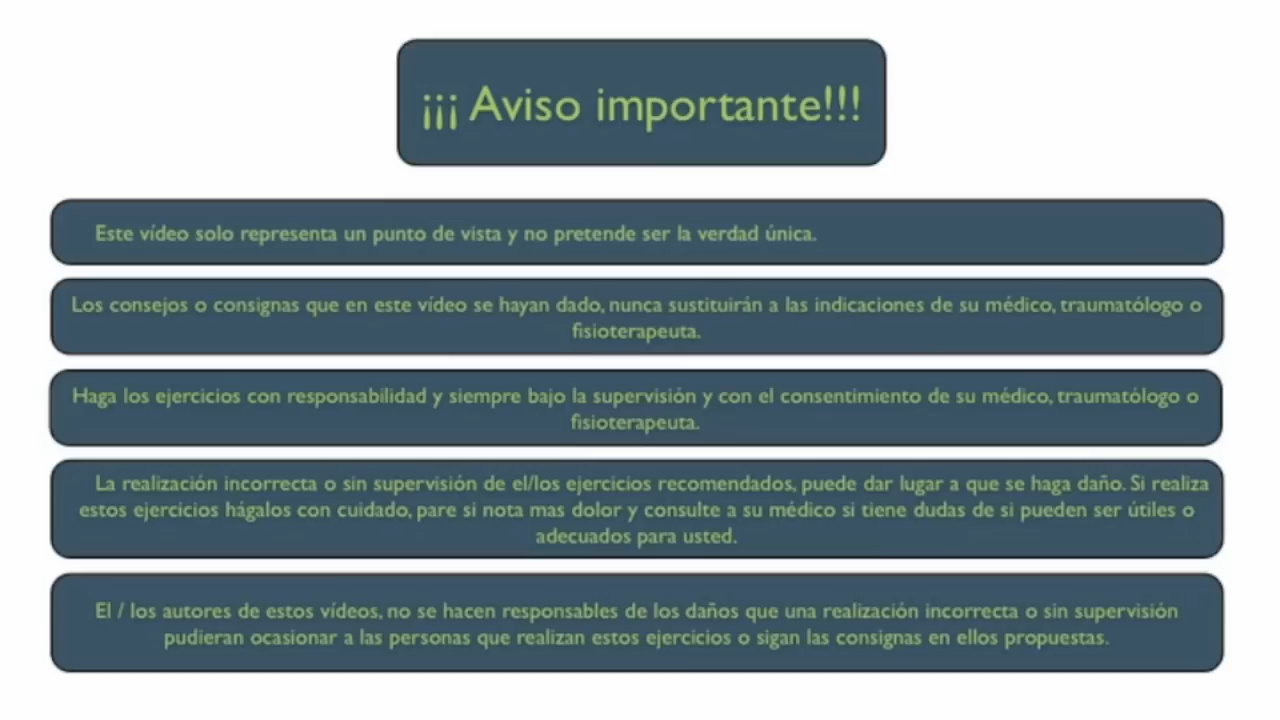 ¡¡¡ Aviso importante!!!
Este vídeo solo representa un punto de vista y no pretende ser la verdad única.
Los consejos o consignas que en este vídeo se hayan dado, nunca sustituirán a las indicaciones de su médico, traumatólogo o
fisioterapeuta.
Haga los ejercicios con responsabilidad y siempre bajo la supervisión y con el consentimiento de su médico, traumatólogo o
fisioterapeuta.
La realización incorrecta o sin supervisión de el/los ejercicios recomendados, puede dar lugar a que se haga daño. Si realiza
estos ejercicios hágalos con cuidado, pare si nota mas dolor y consulte a su médico si tiene dudas de si pueden ser útiles o
adecuados para usted.
El / los autores de estos vídeos, no se hacen responsables de los daños que una realización incorrecta o sin supervisión
pudieran ocasionar a las personas que realizan estos ejercicios o sigan las consignas en ellos propuestas.